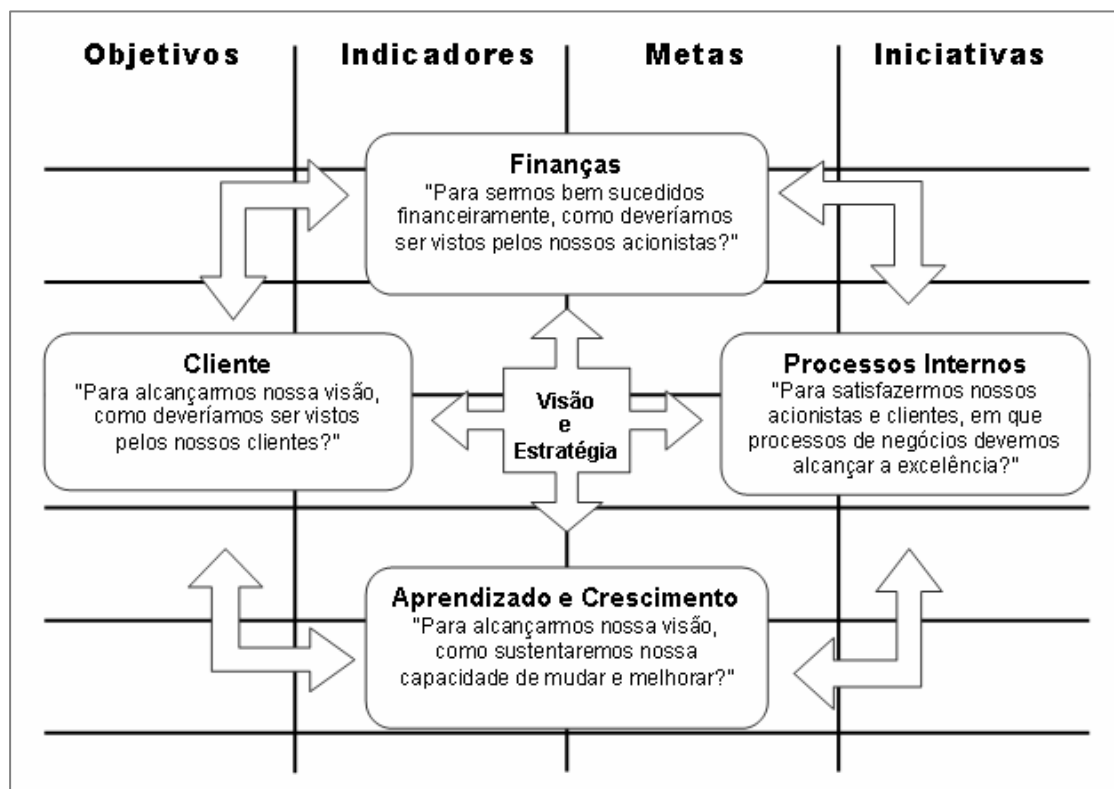 Objetivos
Indicadores
Metas
Iniciativas
Finanças
"Para sermos bem sucedidos
financeiramente, como deveríamos
ser vistos pelos nossos acionistas?"
Cliente
"Para alcançarmos nossa visão,
como deveríamos ser vistos
pelos nossos clientes?"
Visão
e
Estratégia
Processos Internos
"Para satisfazermos nossos
acionistas e clientes, em que
processos de negócios devemos
alcançar a excelência?"
Aprendizado e Crescimento
"Para alcançarmos nossa visão,
como sustentaremos nossa
capacidade de mudar e melhorar?"